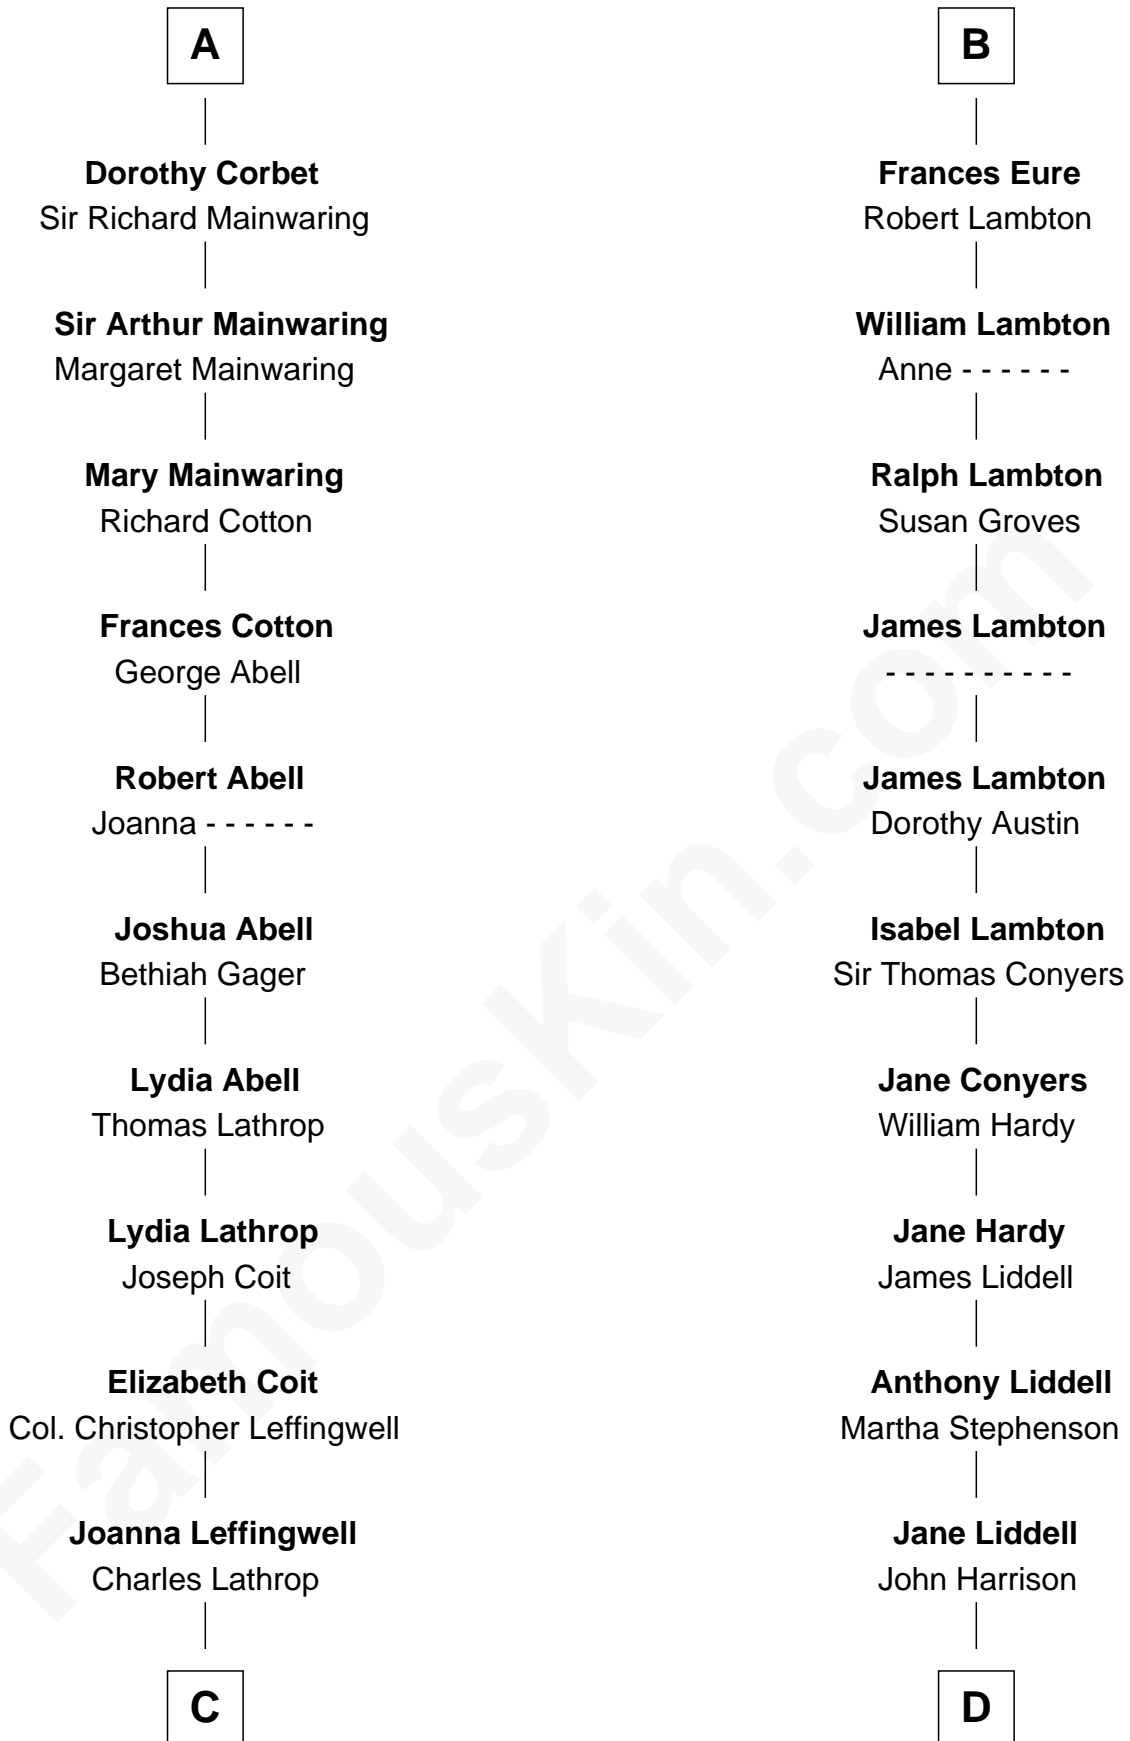 A
Dorothy Corbet
Sir Richard Mainwaring
Sir Arthur Mainwaring
Margaret Mainwaring
Mary Mainwaring
Richard Cotton
Frances Cotton
George Abell
Robert Abell
Joanna - - - - - -
Joshua Abell
Bethiah Gager
Lydia Abell
Thomas Lathrop
Lydia Lathrop
Joseph Coit
Elizabeth Coit
Col. Christopher Leffingwell
Joanna Leffingwell
Charles Lathrop
C
B
Frances Eure
Robert Lambton
William Lambton
Anne - - - - - -
Ralph Lambton
Susan Groves
James Lambton
- - - - - - - - - -
James Lambton
Dorothy Austin
Isabel Lambton
Sir Thomas Conyers
Jane Conyers
William Hardy
Jane Hardy
James Liddell
Anthony Liddell
Martha Stephenson
Jane Liddell
John Harrison
D
FamousKin.com